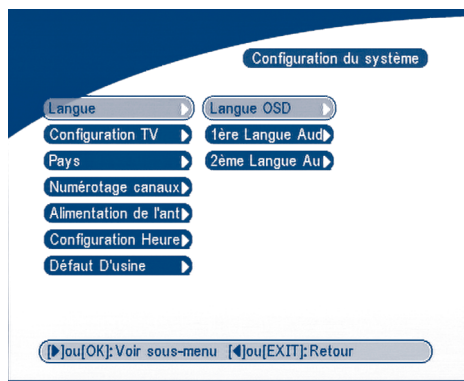 Configuration du système
Langue
Langue OSD
Configuration TV
1ère Langue Aud
Pays
2ème Langue Au
Numérotage canaux
Alimentation de l'ant
Configuration Heure
Défaut D'usine
[▶]ou[OK]:Voir sous-menu [◀]ou[EXIT]:Retour